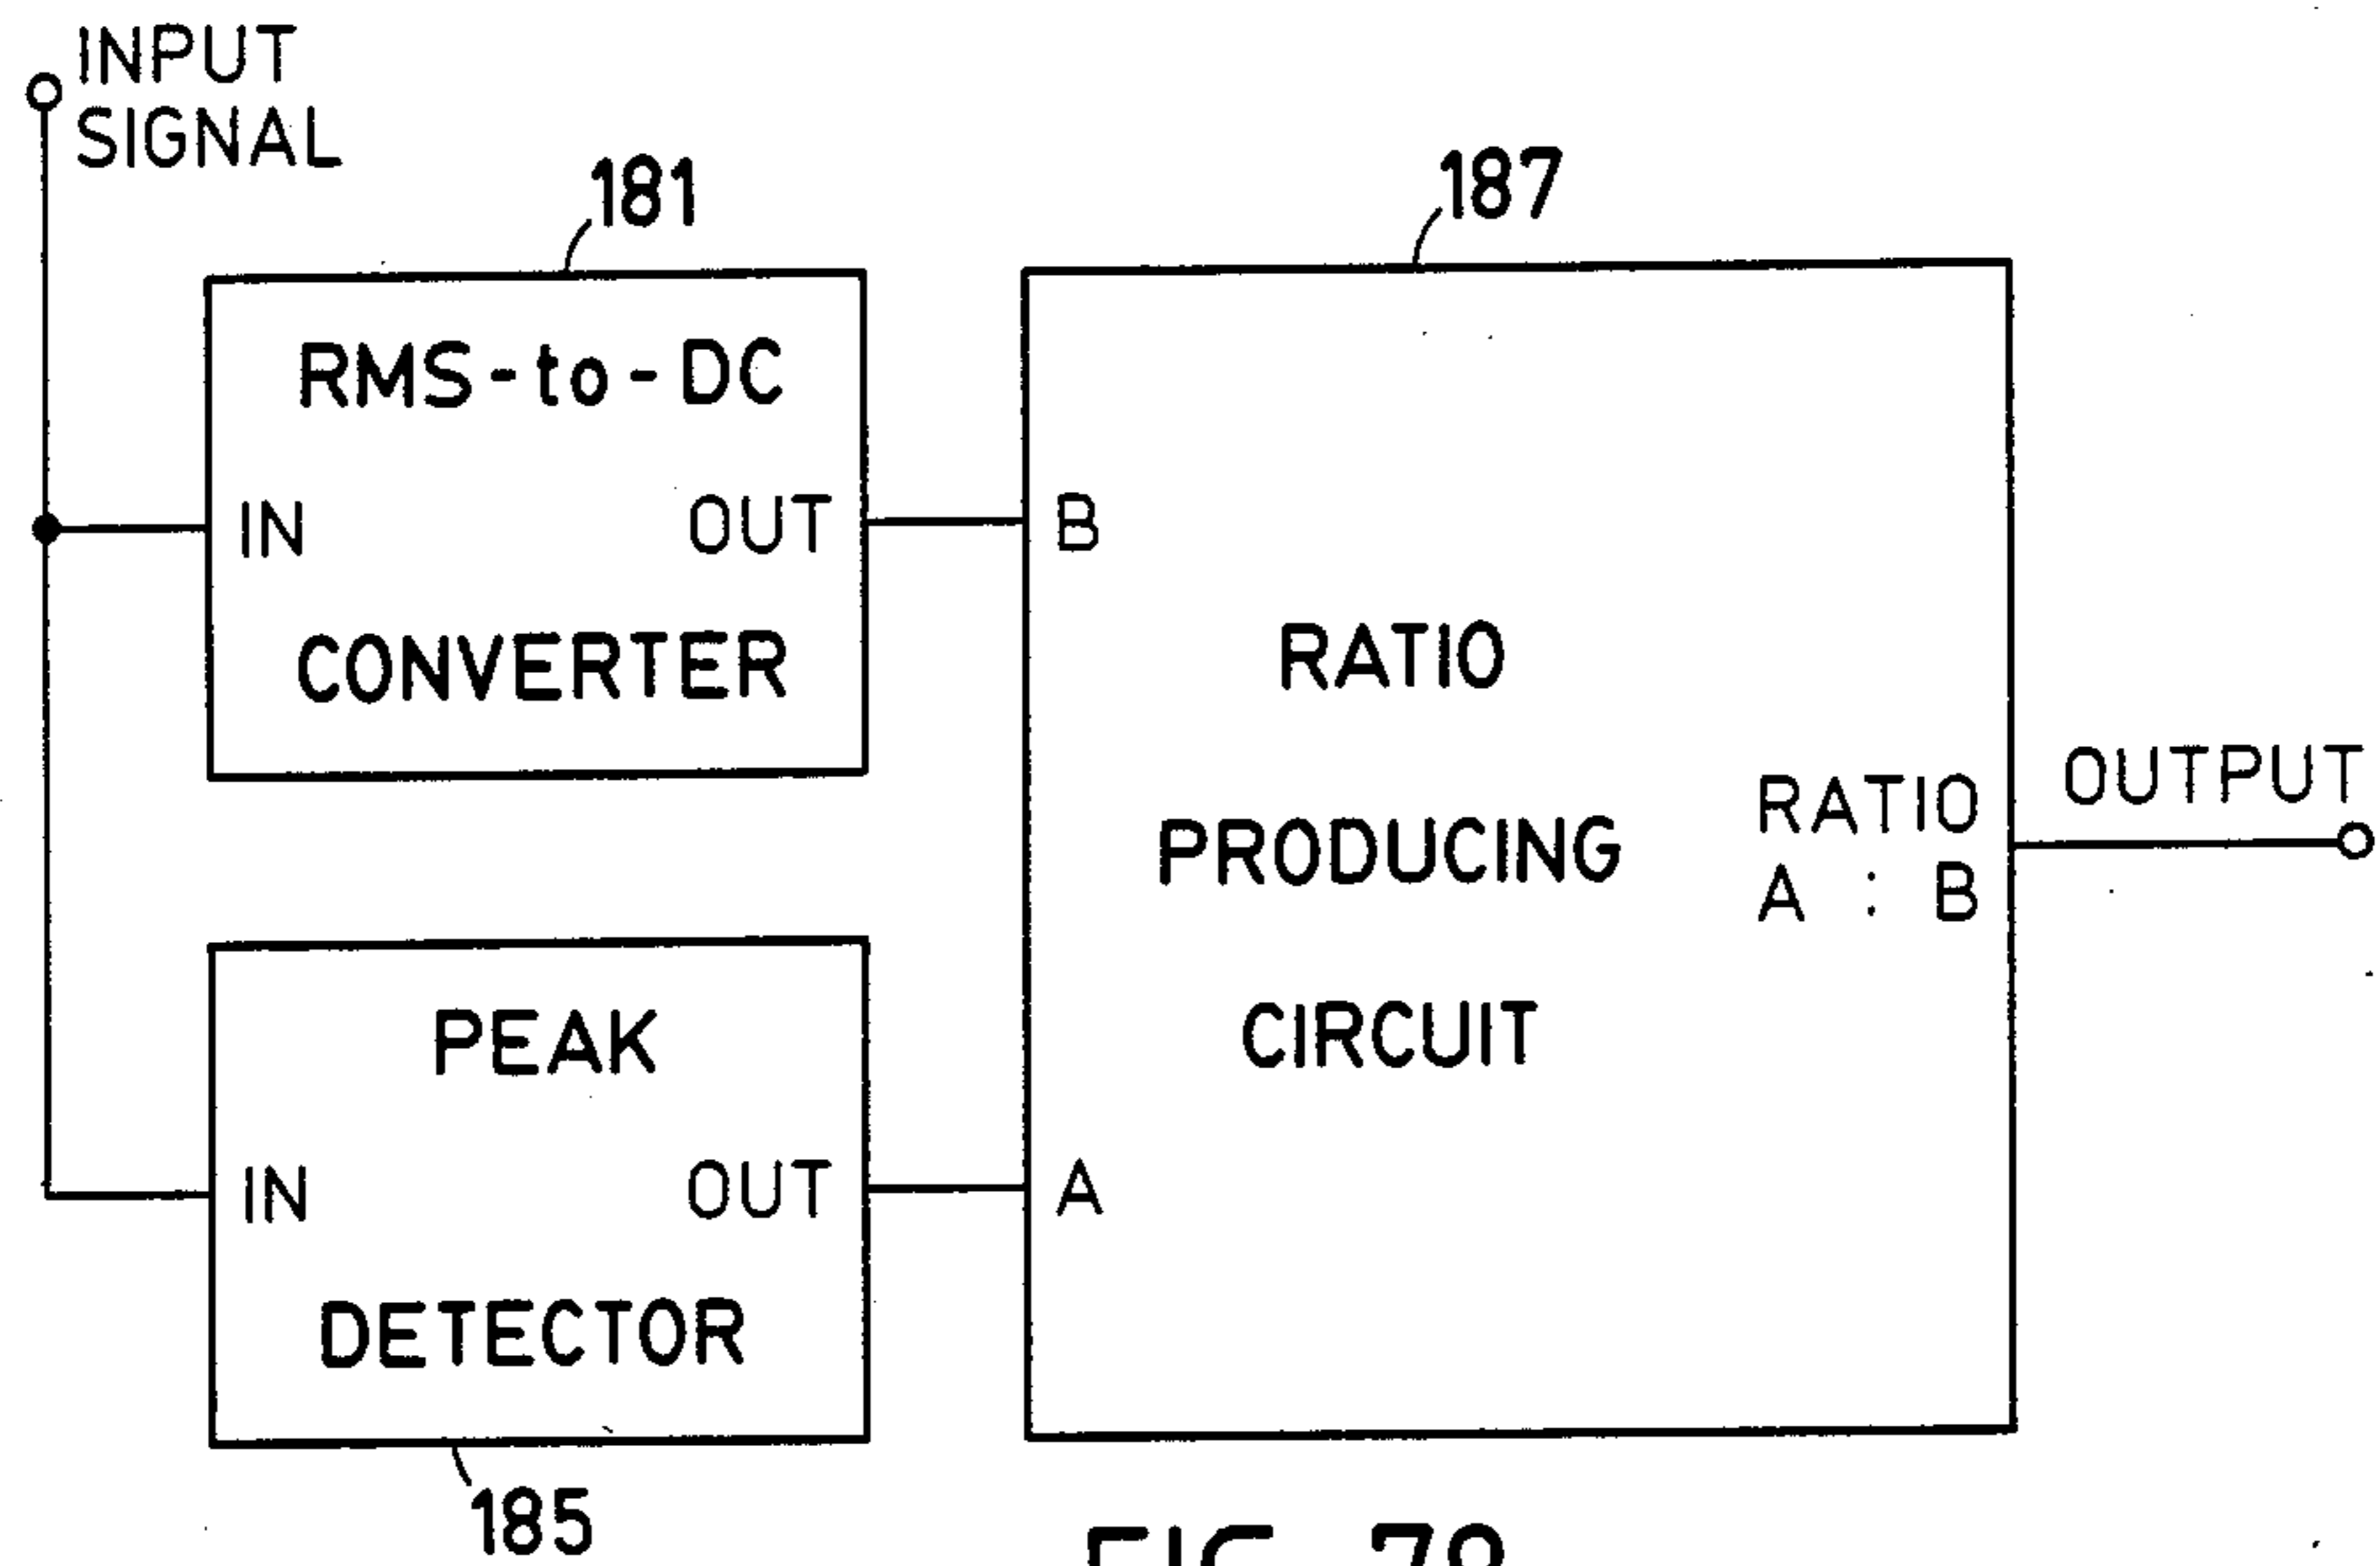 INPUT
SIGNAL
181
RMS-to-DC
IN
OUT
CONVERTER
187
B
RATIO
PRODUCING
CIRCUIT
RATIO
A : B
OUTPUT
PEAK
IN
OUT
DETECTOR
A
185